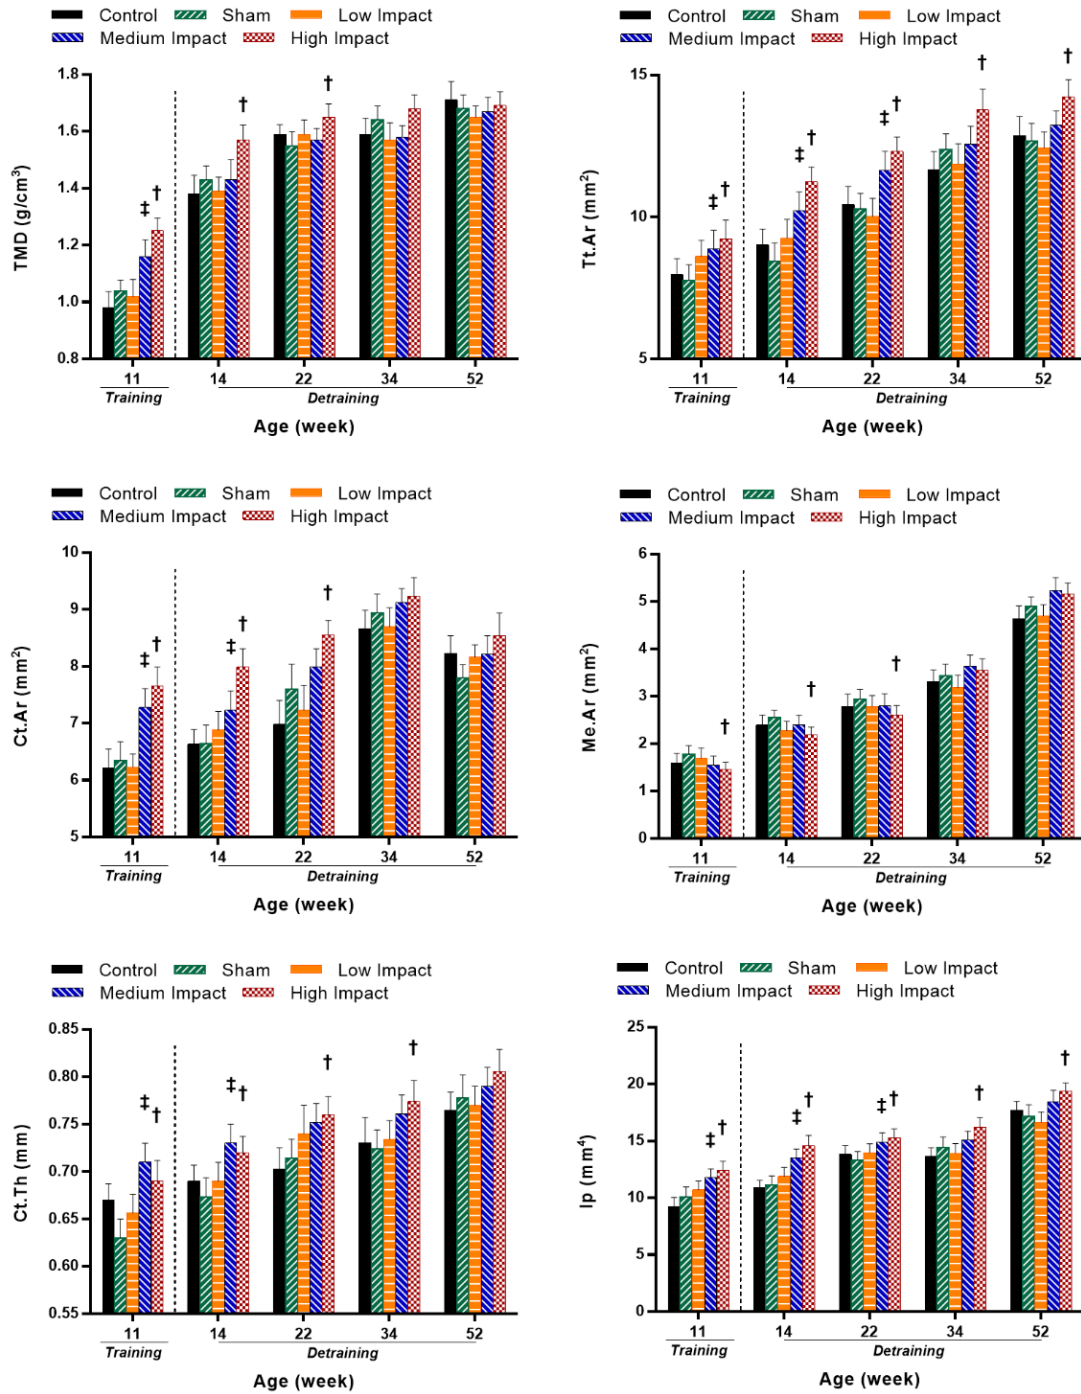 Control Sham Low Impact
Medium Impact High Impact
TMD (g/cm³)
1.8
1.6
1.4
1.2
1.0
0.8
‡ † † †
11 14 22 34 52
Training Detraining
Age (week)
Control Sham Low Impact
Medium Impact High Impact
Tt.Ar (mm²)
15
10
5
‡ † ‡ † ‡ † † †
11 14 22 34 52
Training Detraining
Age (week)
Control Sham Low Impact
Medium Impact High Impact
Ct.Ar (mm²)
10
9
8
7
6
5
‡ † ‡ † †
11 14 22 34 52
Training Detraining
Age (week)
Control Sham Low Impact
Medium Impact High Impact
Me.Ar (mm²)
6
5
4
3
2
1
0
† † †
11 14 22 34 52
Training Detraining
Age (week)
Control Sham Low Impact
Medium Impact High Impact
Ct.Th (mm)
0.85
0.80
0.75
0.70
0.65
0.60
0.55
‡ † ‡ † † †
11 14 22 34 52
Training Detraining
Age (week)
Control Sham Low Impact
Medium Impact High Impact
Ip (mm⁴)
25
20
15
10
5
0
‡ † ‡ † ‡ † † †
11 14 22 34 52
Training Detraining
Age (week)